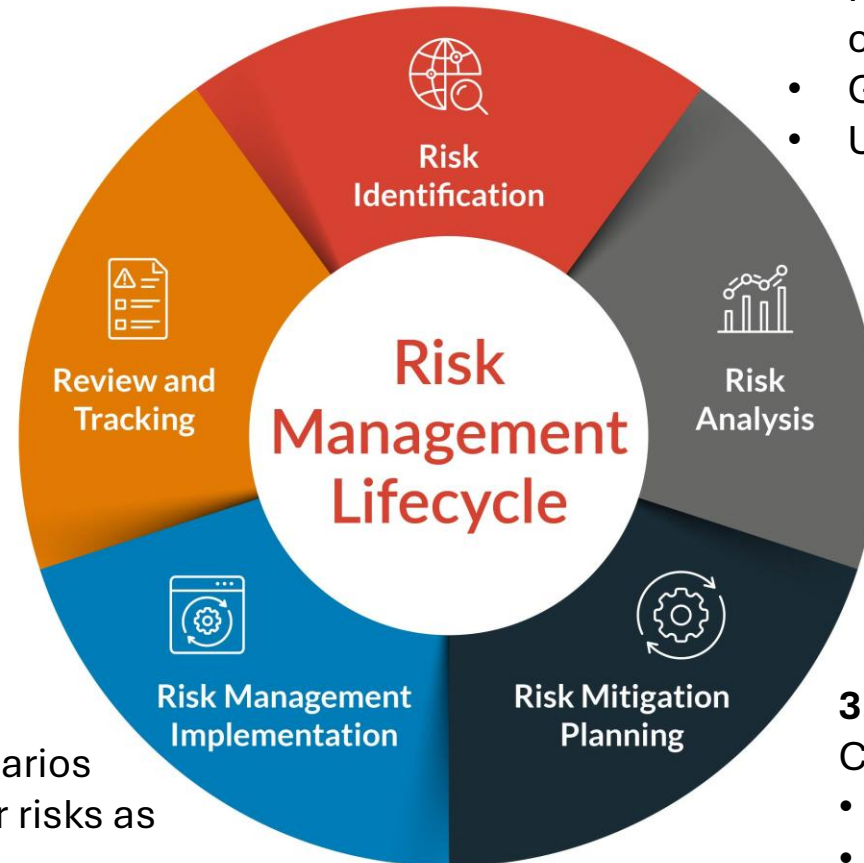 c
• G
• U
Risk
Identification
Review and
Tracking
Risk
Analysis
Risk
Management
Lifecycle
Risk Management
Implementation
Risk Mitigation
Planning
arios
r risks as
3
C
•
•